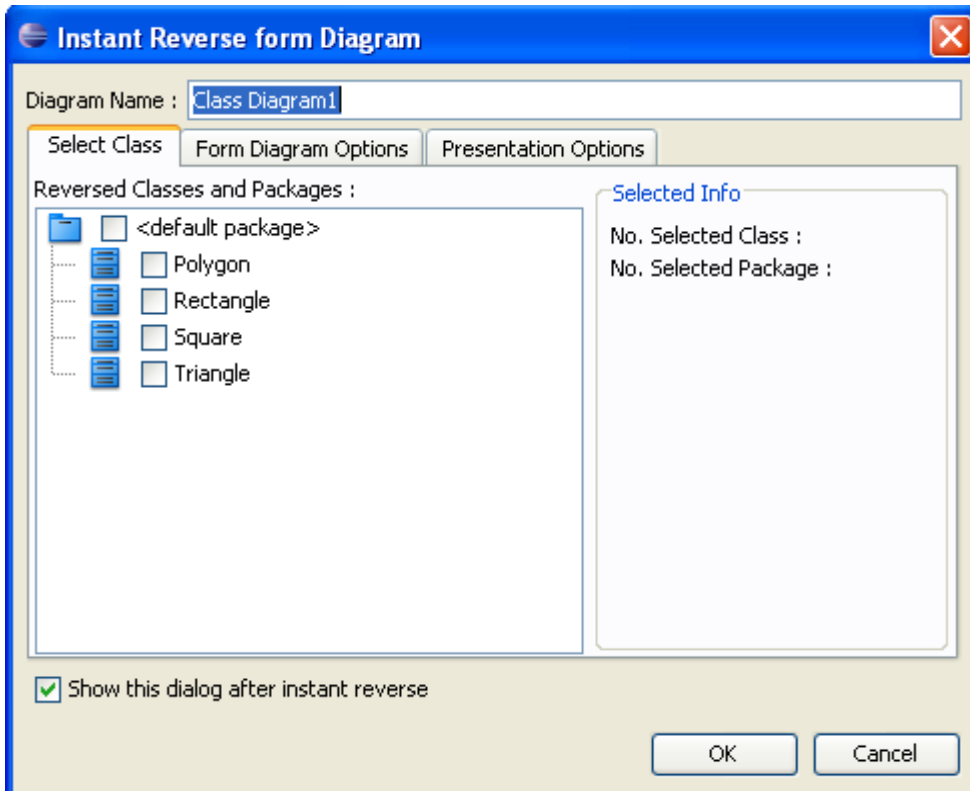 Instant Reverse form Diagram
Diagram Name : Class Diagram1
Select Class Form Diagram Options Presentation Options
Reversed Classes and Packages :
<default package>
Polygon
Rectangle
Square
Triangle
Selected Info
No. Selected Class :
No. Selected Package :
Show this dialog after instant reverse
OK Cancel